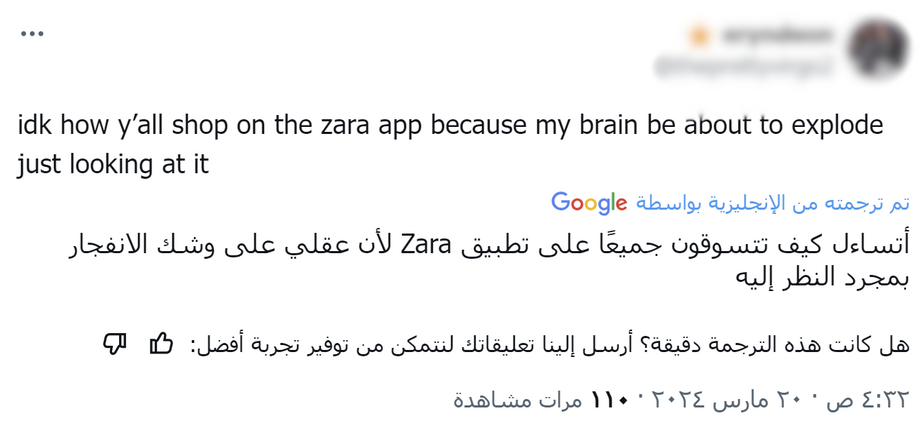 idk how y’all shop on the zara app because my brain be about to explode
just looking at it
تم ترجمته من الإنجليزية بواسطة Google
أتساءل كيف تتسوقون جميعًا على تطبيق Zara لأن عقلي على وشك الانفجار
بمجرد النظر إليه
هل كانت هذه الترجمة دقيقة؟ أرسل إلينا تعليقاتك لنتمكن من توفير تجربة أفضل:
٤:٣٢ ص · ٢٠ مارس ٢٠٢٤ · ١١٠ مرات مشاهدة